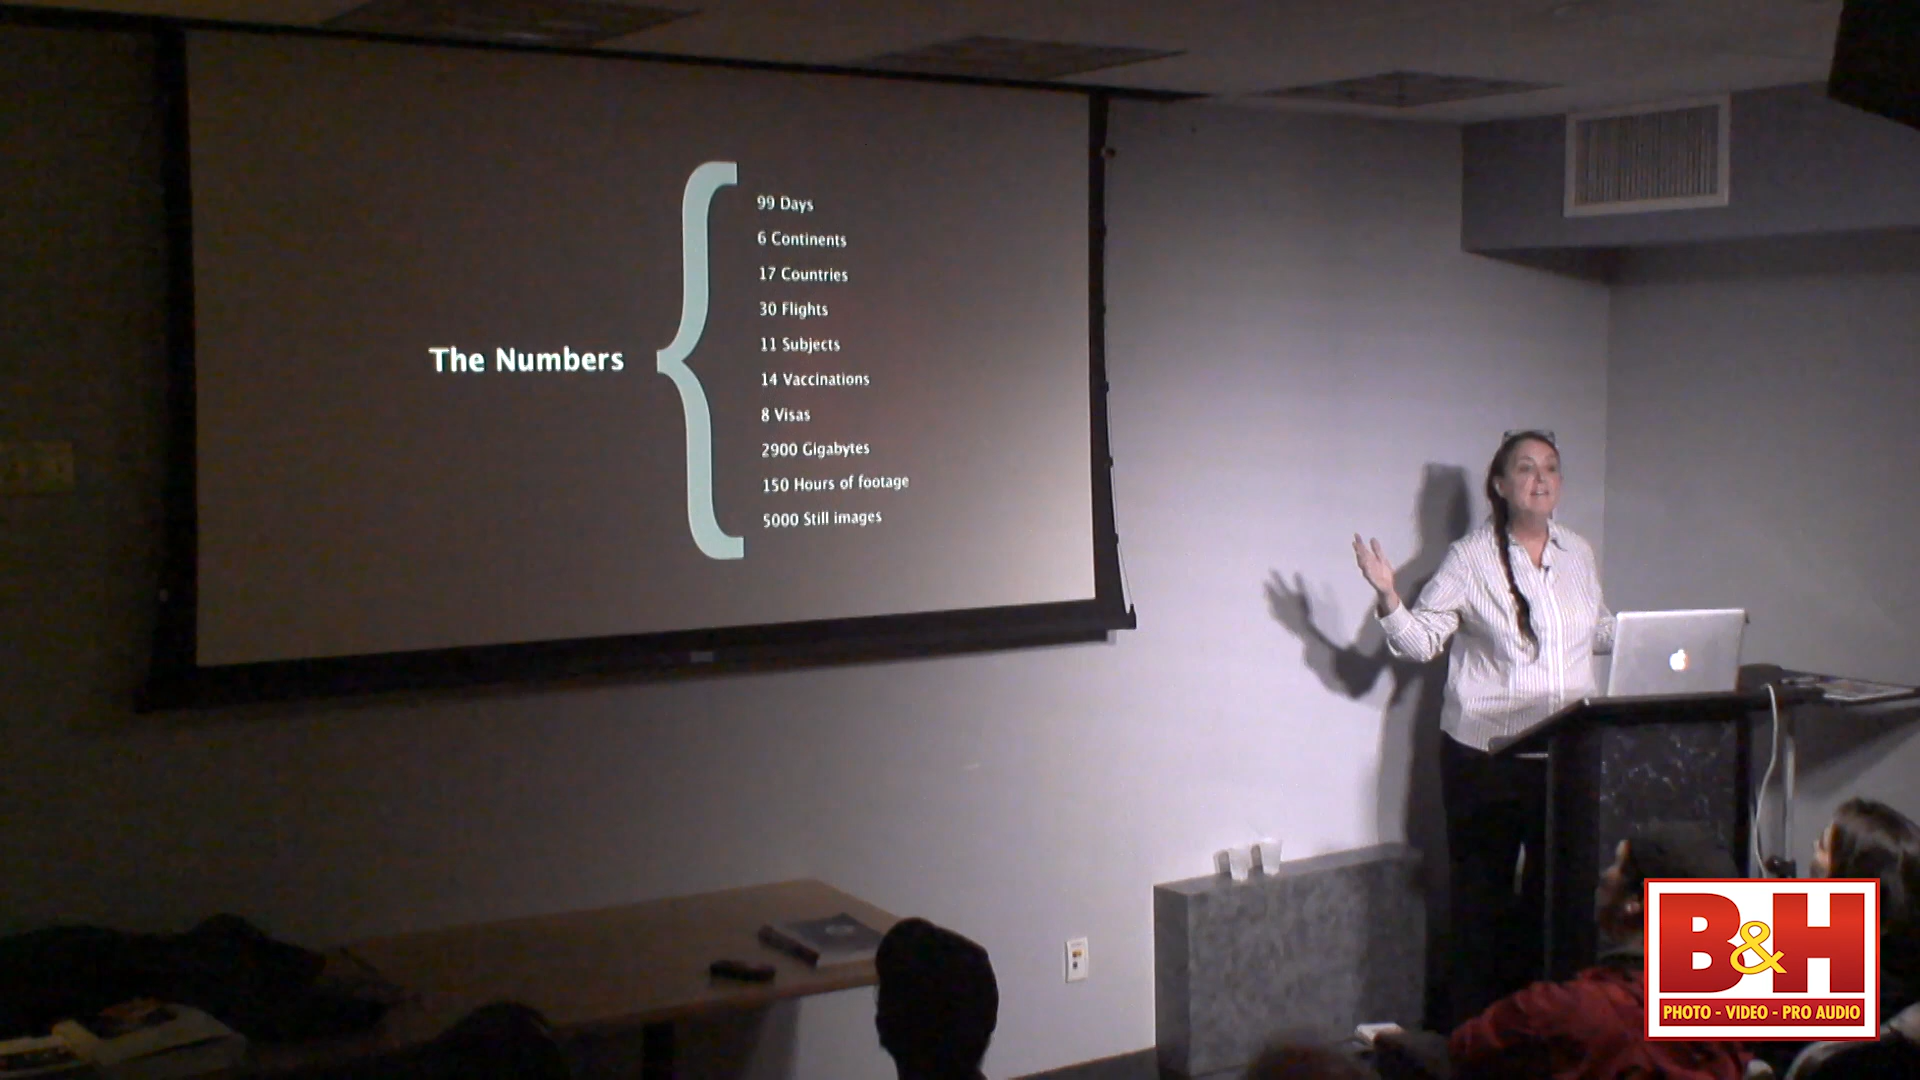 The Numbers
99 Days
6 Continents
17 Countries
30 Flights
11 Subjects
14 Vaccinations
8 Visas
2900 Gigabytes
150 Hours of footage
5000 Still images
B&H
PHOTO - VIDEO - PRO AUDIO